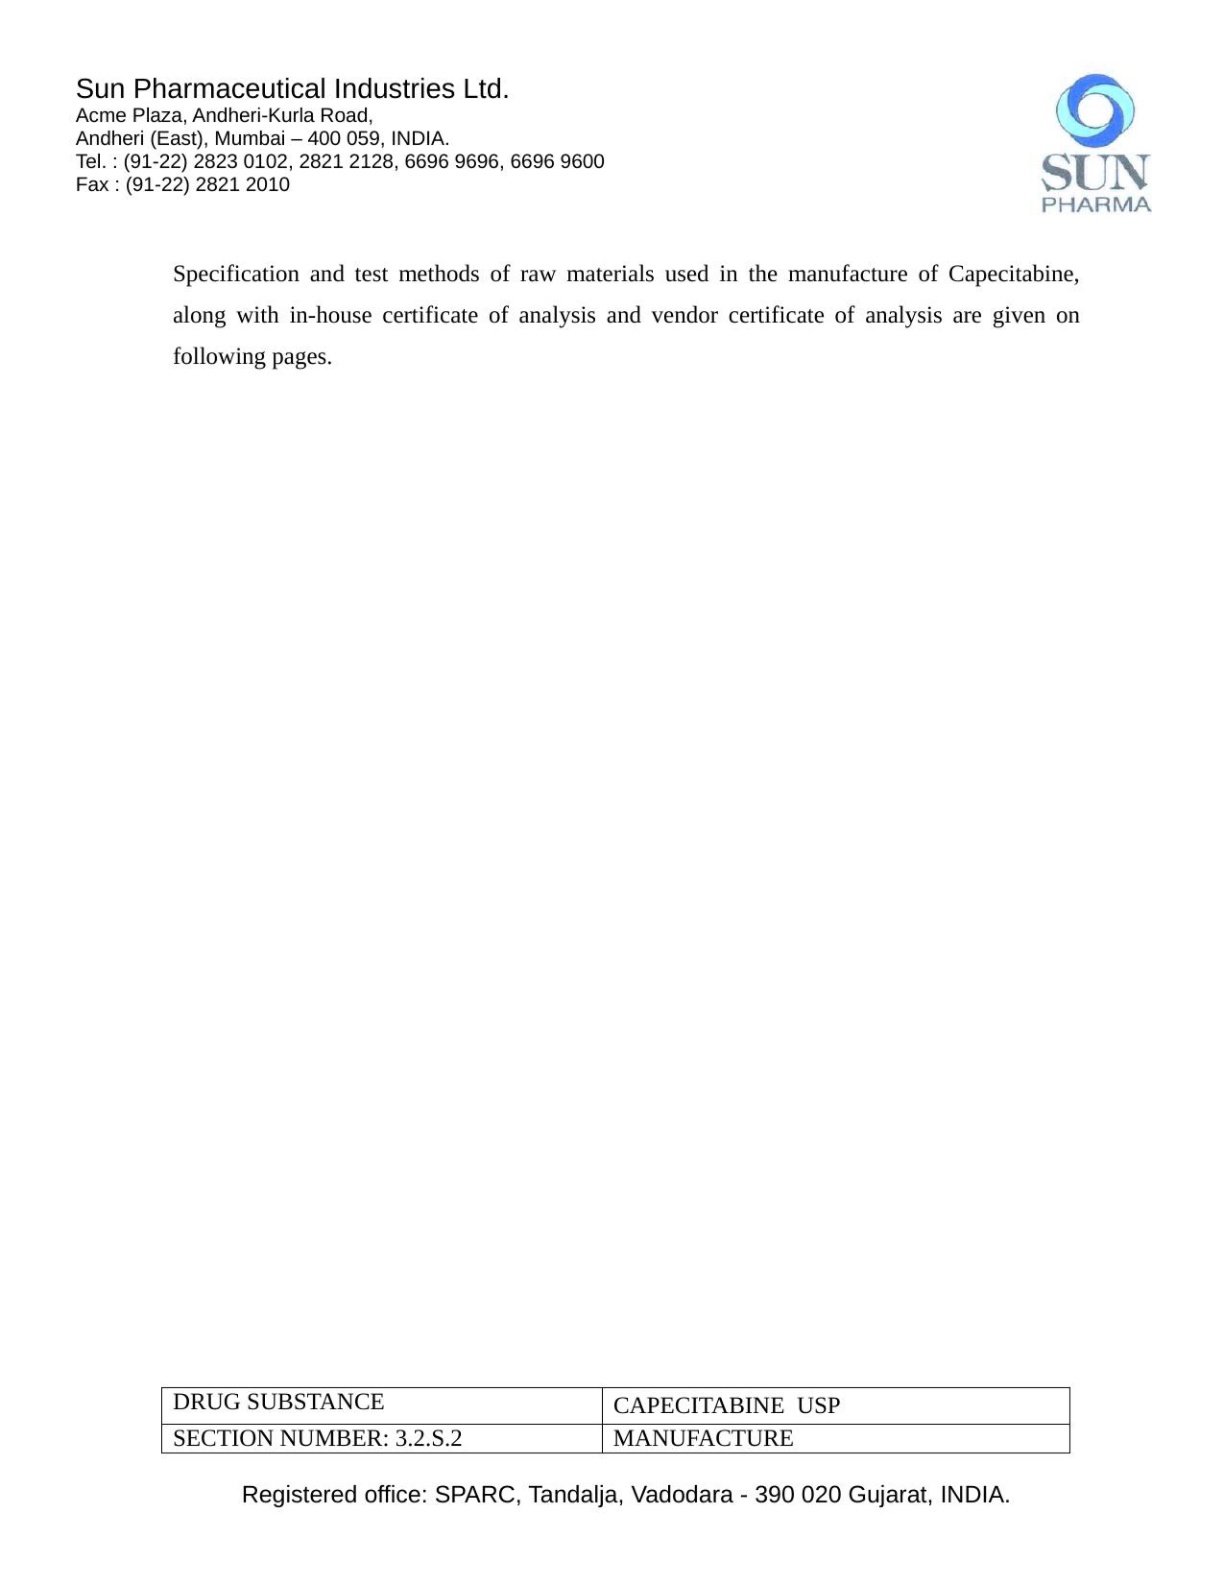 Sun Pharmaceutical Industries Ltd.
Acme Plaza, Andheri-Kurla Road,
Andheri (East), Mumbai – 400 059, INDIA.
Tel. : (91-22) 2823 0102, 2821 2128, 6696 9696, 6696 9600
Fax : (91-22) 2821 2010
SUN
PHARMA
Specification and test methods of raw materials used in the manufacture of Capecitabine,
along with in-house certificate of analysis and vendor certificate of analysis are given on
following pages.
DRUG SUBSTANCE
CAPECITABINE USP
SECTION NUMBER: 3.2.S.2
MANUFACTURE
Registered office: SPARC, Tandalja, Vadodara - 390 020 Gujarat, INDIA.